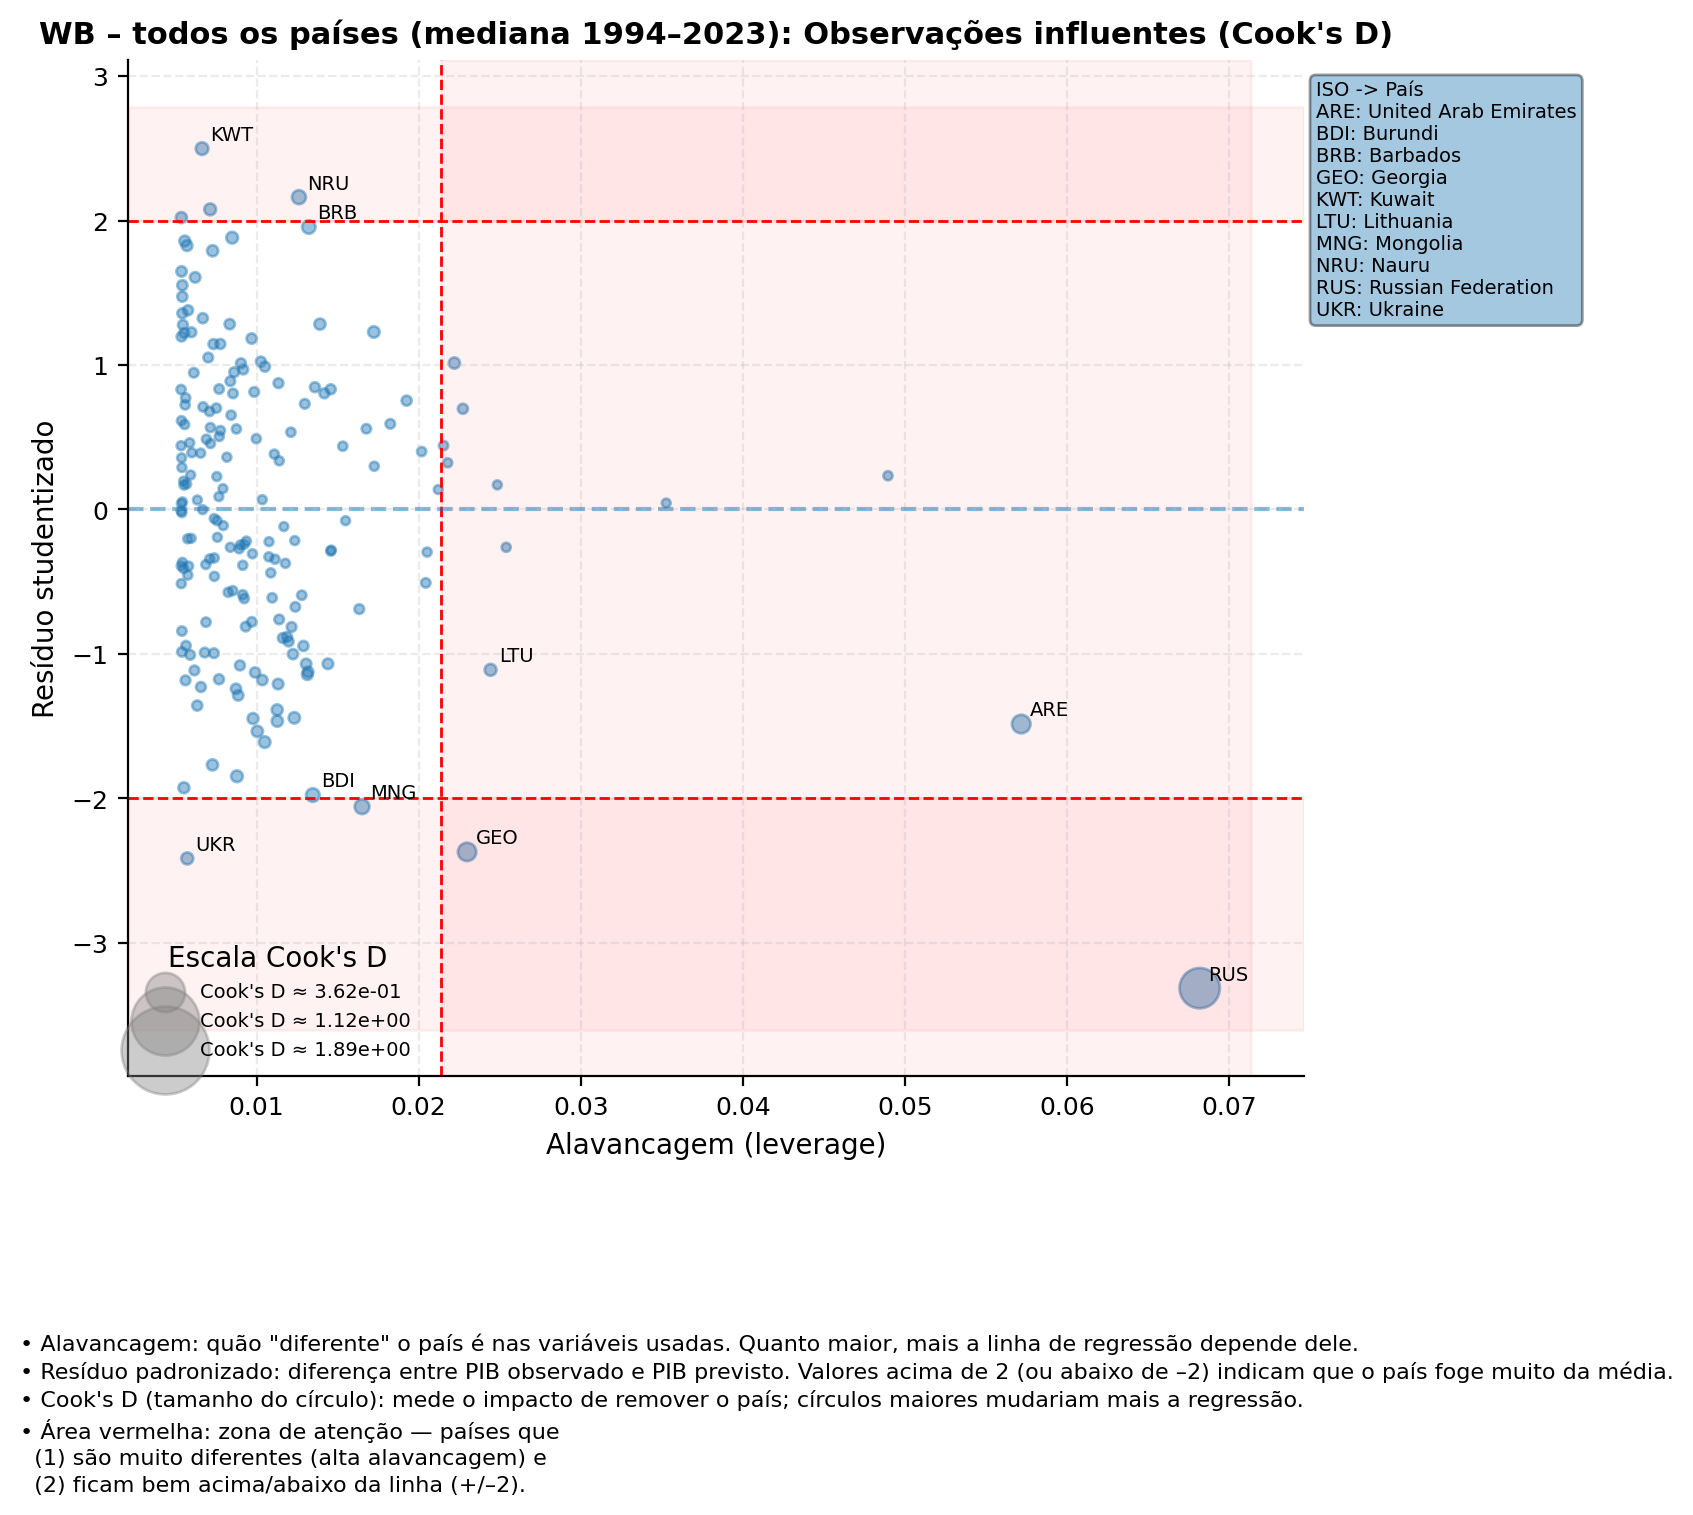 WB – todos os países (mediana 1994–2023): Observações influentes (Cook's D)
3
2
1
0
−1
−2
−3
Resíduo studentizado
KWT
NRU
BRB
LTU
ARE
BDI
MNG
UKR
GEO
RUS
Escala Cook's D
Cook's D ≈ 3.62e-01
Cook's D ≈ 1.12e+00
Cook's D ≈ 1.89e+00
0.01
0.02
0.03
0.04
0.05
0.06
0.07
Alavancagem (leverage)
ISO -> País
ARE: United Arab Emirates
BDI: Burundi
BRB: Barbados
GEO: Georgia
KWT: Kuwait
LTU: Lithuania
MNG: Mongolia
NRU: Nauru
RUS: Russian Federation
UKR: Ukraine
• Alavancagem: quão "diferente" o país é nas variáveis usadas. Quanto maior, mais a linha de regressão depende dele.
• Resíduo padronizado: diferença entre PIB observado e PIB previsto. Valores acima de 2 (ou abaixo de –2) indicam que o país foge muito da média.
• Cook's D (tamanho do círculo): mede o impacto de remover o país; círculos maiores mudariam mais a regressão.
• Área vermelha: zona de atenção — países que
(1) são muito diferentes (alta alavancagem) e
(2) ficam bem acima/abaixo da linha (+/–2).